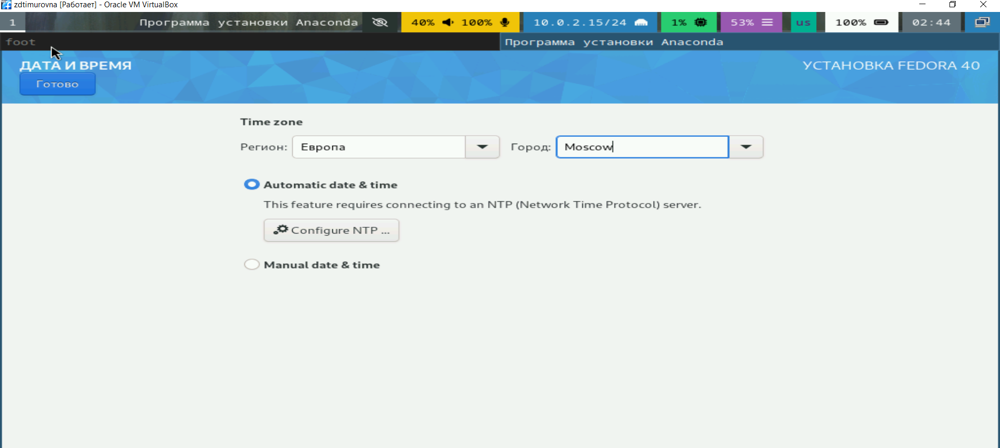 zdtimurovna [Работает] - Oracle VM VirtualBox
1 Программа установки Anaconda 40% 100% 10.0.2.15/24 1% 53% us 100% 02:44
foot Программа установки Anaconda
ДАТА И ВРЕМЯ УСТАНОВКА FEDORA 40
Готово
Time zone
Регион: Европа Город: Moscow
Automatic date & time
This feature requires connecting to an NTP (Network Time Protocol) server.
Configure NTP ...
Manual date & time